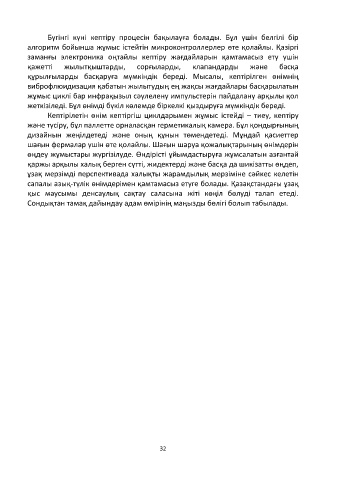 Бүгінгі күні кептіру процесін бақылауға болады. Бұл үшін белгілі бір
алгоритм бойынша жұмыс істейтін микроконтроллерлер өте қолайлы. Қазіргі
заманғы электроника оңтайлы кептіру жағдайларын қамтамасыз ету үшін
қажетті жылытқыштарды, сорғыларды, клапандарды және басқа
құрылғыларды басқаруға мүмкіндік береді. Мысалы, кептірілген өнімнің
виброфлюидизация қабатын жылытудың ең жақсы жағдайлары басқарылатын
жұмыс циклі бар инфрақызыл сәулелену импульстерін пайдалану арқылы қол
жеткізіледі. Бұл өнімді бүкіл көлемде біркелкі қыздыруға мүмкіндік береді.
Кептірілетін өнім кептіргіш циклдарымен жұмыс істейді – тиеу, кептіру
және түсіру, бұл паллетте орналасқан герметикалық камера. Бұл қондырғының
дизайнын жеңілдетеді және оның құнын төмендетеді. Мұндай қасиеттер
шағын фермалар үшін өте қолайлы. Шағын шаруа қожалықтарының өнімдерін
өңдеу жұмыстары жүргізілуде. Өндірісті ұйымдастыруға жұмсалатын азғантай
қаржы арқылы халық берген сүтті, жидектерді және басқа да шикізатты өңдеп,
ұзақ мерзімді перспективада халықты жарамдылық мерзіміне сәйкес келетін
сапалы азық-түлік өнімдерімен қамтамасыз етуге болады. Қазақстандағы ұзақ
қыс маусымы денсаулық сақтау саласына жіті көңіл бөлуді талап етеді.
Сондықтан тамақ дайындау адам өмірінің маңызды бөлігі болып табылады.
32